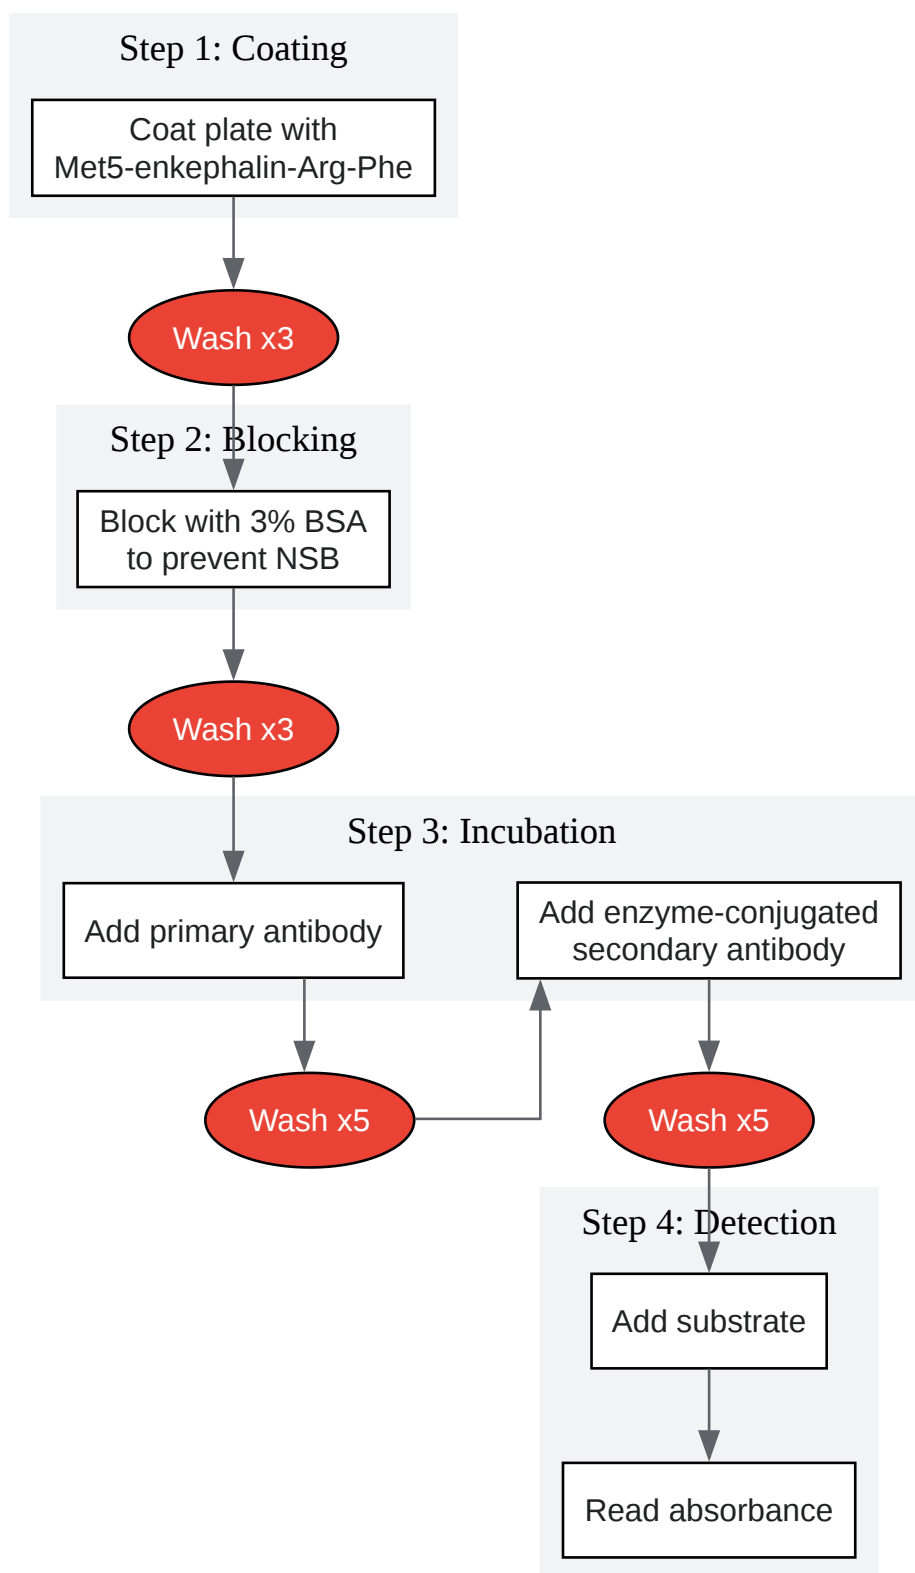 Step 1: Coating
Coat plate with
Met5-enkephalin-Arg-Phe
Wash x3
Step 2: Blocking
Block with 3% BSA
to prevent NSB
Wash x3
Step 3: Incubation
Add primary antibody
Wash x5
Add enzyme-conjugated
secondary antibody
Wash x5
Step 4: Detection
Add substrate
Read absorbance